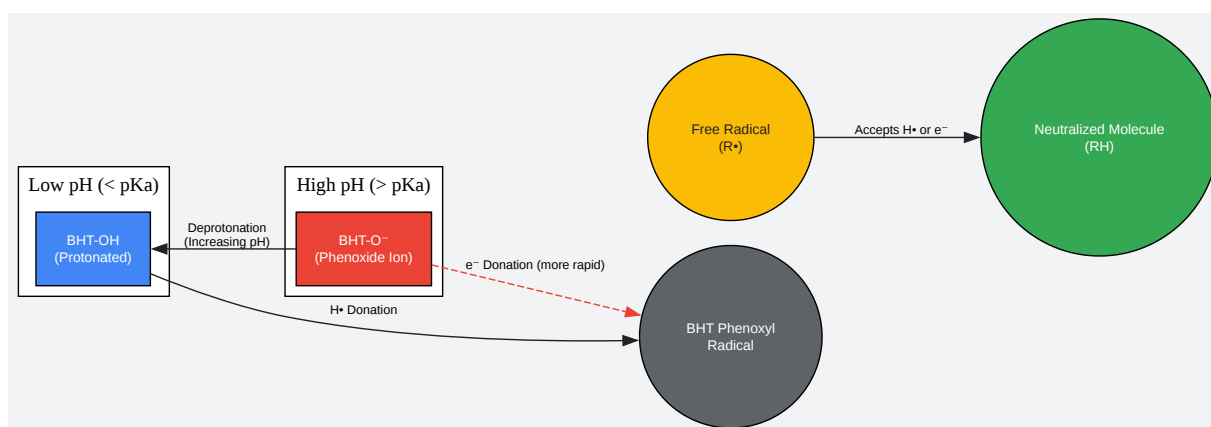 Low pH (< pKa)
BHT-OH
(Protonated)
Deprotonation
(Increasing pH)
High pH (> pKa)
BHT-O⁻
(Phenoxide Ion)
H• Donation
e⁻ Donation (more rapid)
Free Radical
(R•)
Accepts H• or e⁻
Neutralized Molecule
(RH)
BHT Phenoxyl
Radical